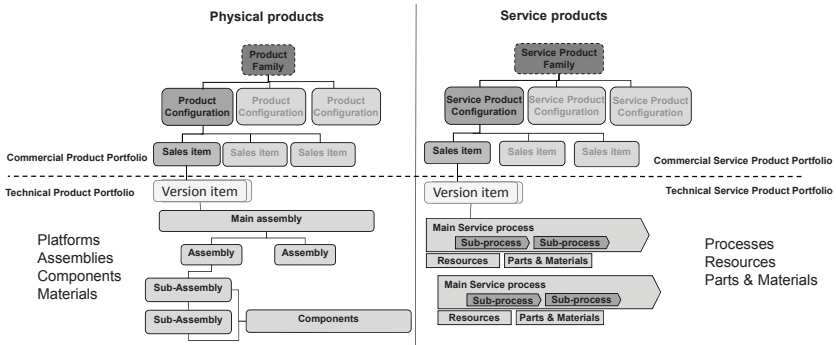 Physical products
Service products
Product
Family
Service Product
Family
Product
Configuration
Product
Configuration
Product
Configuration
Service Product
Configuration
Service Product
Configuration
Service Product
Configuration
Sales item
Sales item
Sales item
Sales item
Sales item
Sales item
Commercial Product Portfolio
Commercial Service Product Portfolio
Technical Product Portfolio
Version item
Version item
Technical Service Product Portfolio
Main assembly
Assembly
Assembly
Sub-Assembly
Sub-Assembly
Components
Platforms
Assemblies
Components
Materials
Main Service process
Sub-process
Sub-process
Resources
Parts & Materials
Main Service process
Sub-process
Sub-process
Resources
Parts & Materials
Processes
Resources
Parts & Materials